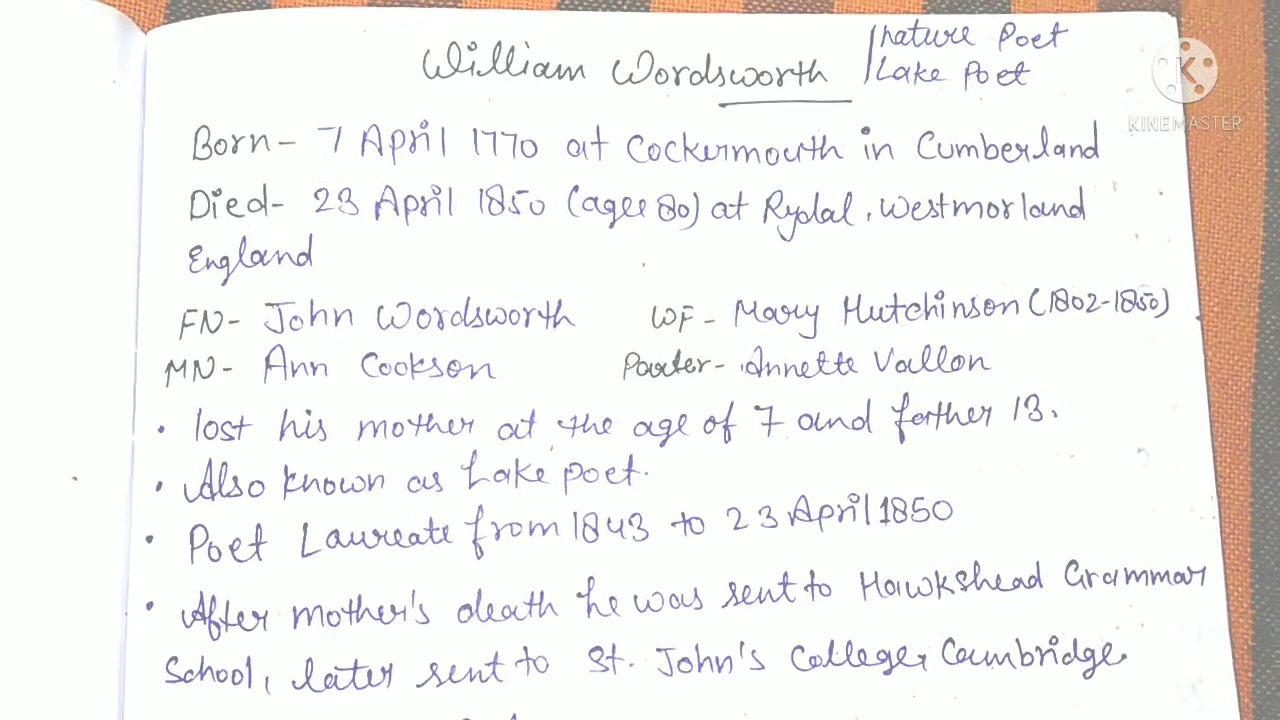 William Wordsworth
nature Poet
Lake Poet
KINEMASTER
Born- 7 April 1770 at Cockermouth in Cumberland
Died- 23 April 1850 (age 80) at Rydal, Westmorland
England
FN- John Wordsworth
WF- Mary Hutchinson (1802-1850)
MN- Ann Cookson
Annette Vallon
• lost his mother at the age of 7 and father 13.
• Also known as Lake poet.
• Poet Laureate from 1843 to 23 April 1850
• After mother's death he was sent to Hawkshead Grammar
School, later sent to St. John's College, Cambridge